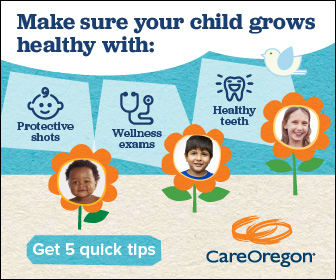 Make sure your child grows
healthy with:
Protective
shots
Wellness
exams
Healthy
teeth
Get 5 quick tips
CareOregon®